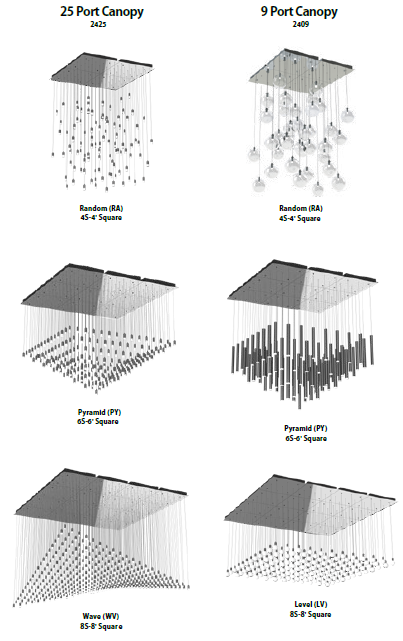 25 Port Canopy
2425
9 Port Canopy
2409
Random (RA)
4S-4' Square
Random (RA)
4S-4' Square
Pyramid (PY)
6S-6' Square
Pyramid (PY)
6S-6' Square
Wave (WV)
8S-8' Square
Level (LV)
8S-8' Square